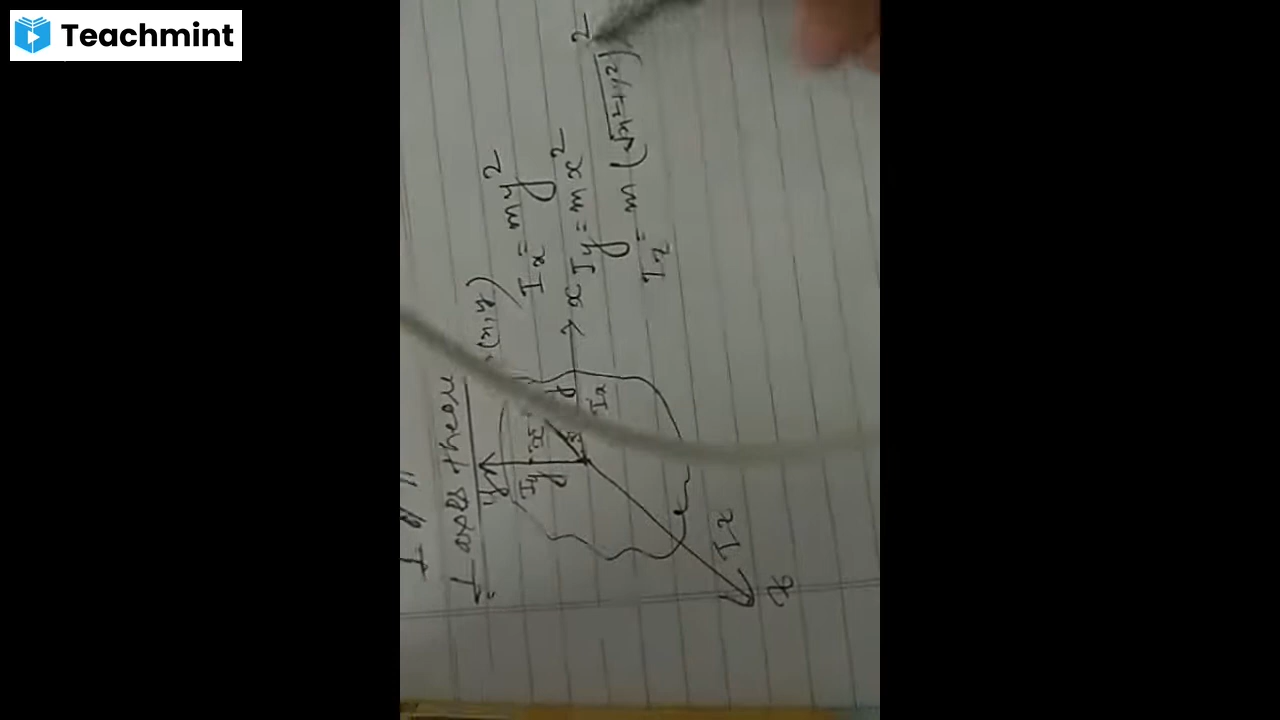 Teachmint
I
⊥ axes theore
(x, y)
y
Iy
x
y
x
Ix
Iz
z
Ix = my²
Iy = mx²
Iz = m(√x²+y²)²